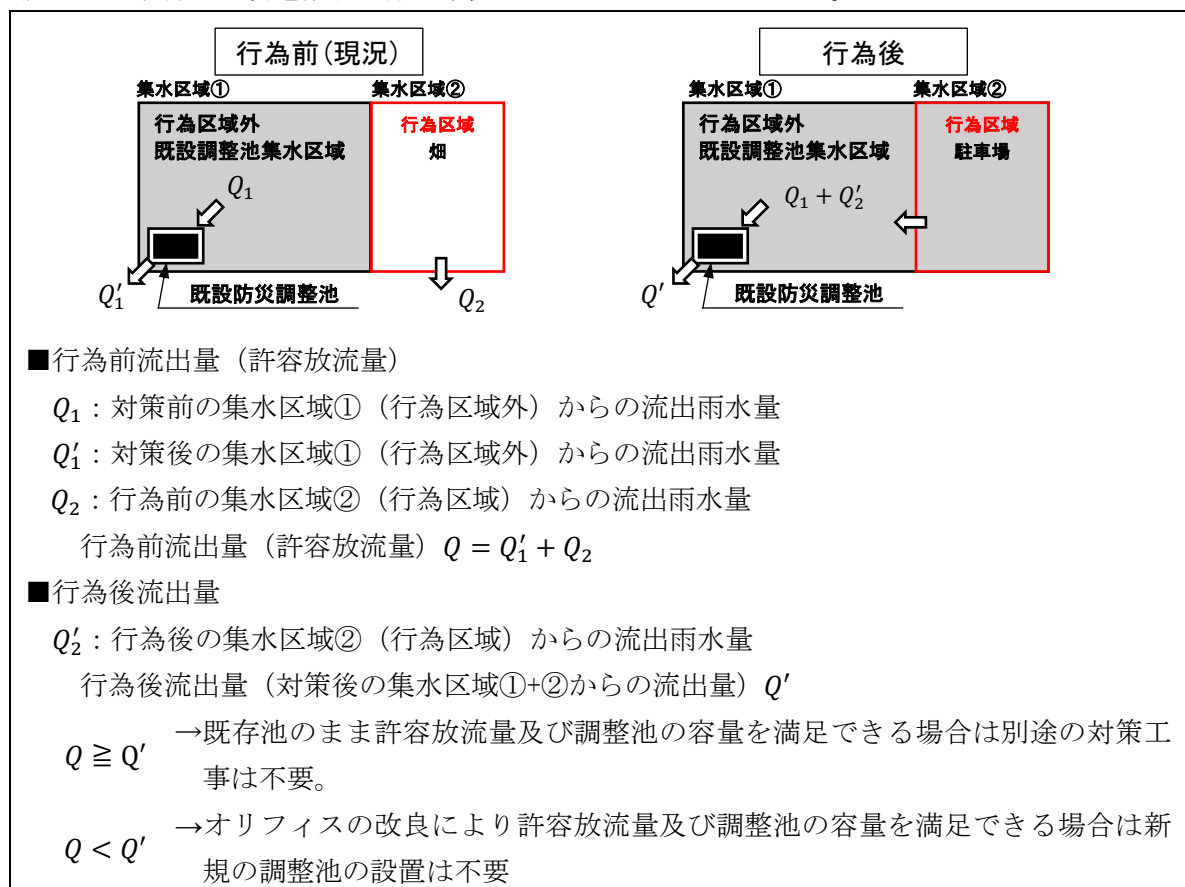 行為前(現況)
集水区域① 集水区域②
行為区域外
既設調整池集水区域
行為区域
畑
Q₁
Q′₁
既設防災調整池
Q₂
行為後
集水区域① 集水区域②
行為区域外
既設調整池集水区域
行為区域
駐車場
Q₁ + Q′₂
Q′
既設防災調整池
■行為前流出量（許容放流量）
Q₁：対策前の集水区域①（行為区域外）からの流出雨水量
Q′₁：対策後の集水区域①（行為区域外）からの流出雨水量
Q₂：行為前の集水区域②（行為区域）からの流出雨水量
行為前流出量（許容放流量）Q = Q′₁ + Q₂
■行為後流出量
Q′₂：行為後の集水区域②（行為区域）からの流出雨水量
行為後流出量（対策後の集水区域①+②からの流出量）Q′
Q ≧ Q′ →既存池のまま許容放流量及び調整池の容量を満足できる場合は別途の対策工
事は不要。
Q < Q′ →オリフィスの改良により許容放流量及び調整池の容量を満足できる場合は新
規の調整池の設置は不要